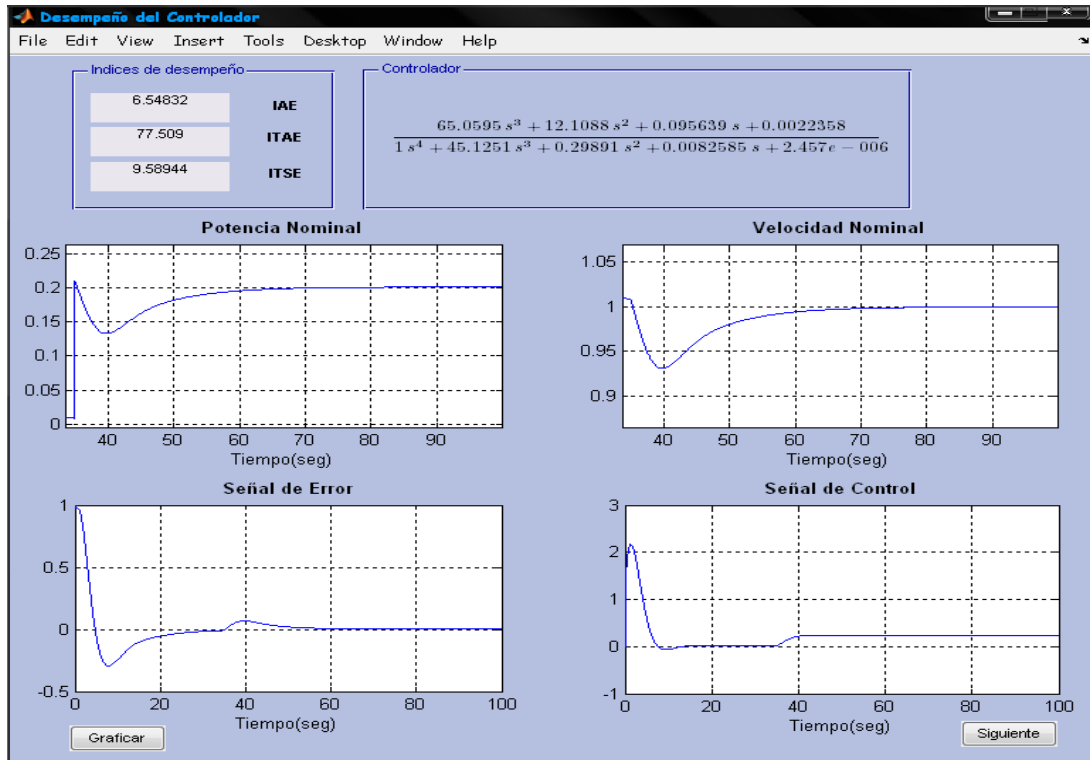 Desempeño del Controlador
File Edit View Insert Tools Desktop Window Help
Indices de desempeño
6.54832 IAE
77.509 ITAE
9.58944 ITSE
Controlador
65.0595 s³ + 12.1088 s² + 0.095639 s + 0.0022358
1 s⁴ + 45.1251 s³ + 0.29891 s² + 0.0082585 s + 2.457e − 006
Potencia Nominal
0.25
0.2
0.15
0.1
0.05
0
40 50 60 70 80 90
Tiempo(seg)
Velocidad Nominal
1.05
1
0.95
0.9
40 50 60 70 80 90
Tiempo(seg)
Señal de Error
1
0.5
0
-0.5
0 20 40 60 80 100
Tiempo(seg)
Graficar
Señal de Control
3
2
1
0
-1
0 20 40 60 80 100
Tiempo(seg)
Siguiente